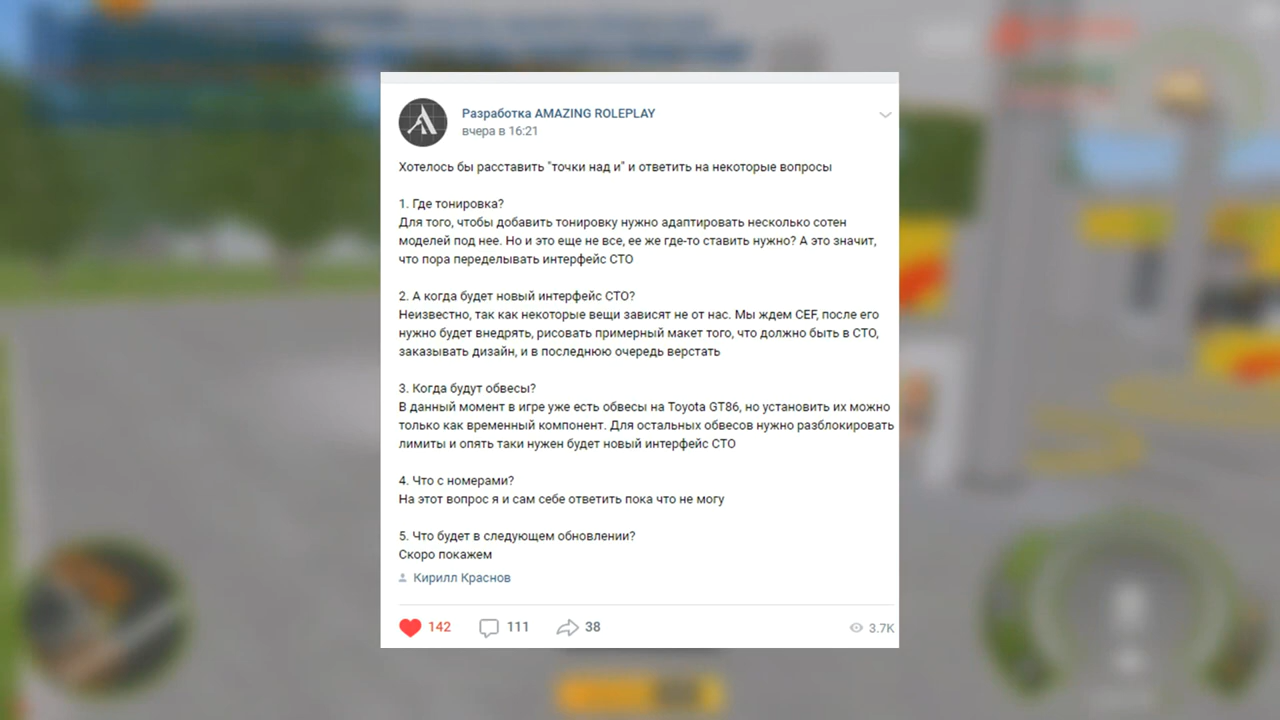 Разработка AMAZING ROLEPLAY
вчера в 16:21
Хотелось бы расставить "точки над и" и ответить на некоторые вопросы
1. Где тонировка?
Для того, чтобы добавить тонировку нужно адаптировать несколько сотен
моделей под нее. Но и это еще не все, ее же где-то ставить нужно? А это значит,
что пора переделывать интерфейс СТО
2. А когда будет новый интерфейс СТО?
Неизвестно, так как некоторые вещи зависят не от нас. Мы ждем CEF, после его
нужно будет внедрять, рисовать примерный макет того, что должно быть в СТО,
заказывать дизайн, и в последнюю очередь верстать
3. Когда будут обвесы?
В данный момент в игре уже есть обвесы на Toyota GT86, но установить их можно
только как временный компонент. Для остальных обвесов нужно разблокировать
лимиты и опять таки нужен будет новый интерфейс СТО
4. Что с номерами?
На этот вопрос я и сам себе ответить пока что не могу
5. Что будет в следующем обновлении?
Скоро покажем
Кирилл Краснов
142 111 38 3.7K